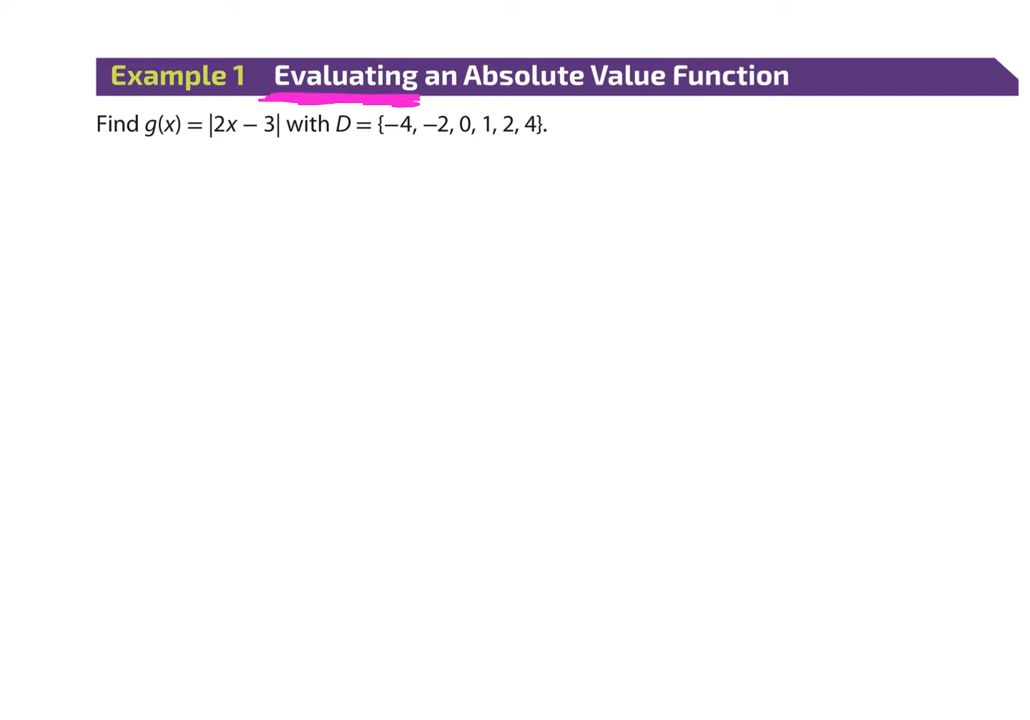 Example 1 Evaluating an Absolute Value Function
Find g(x) = |2x − 3| with D = {−4, −2, 0, 1, 2, 4}.